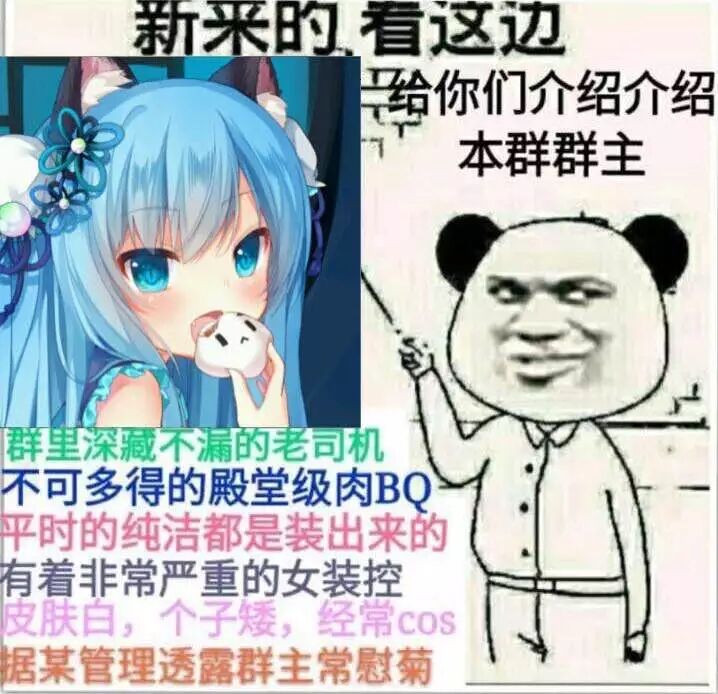 新来的,看这边
给你们介绍介绍
本群群主
群里深藏不漏的老司机
不可多得的殿堂级肉BQ
平时的纯洁都是装出来的
有着非常严重的女装控
皮肤白，个子矮，经常cos
据某管理透露群主常慰菊